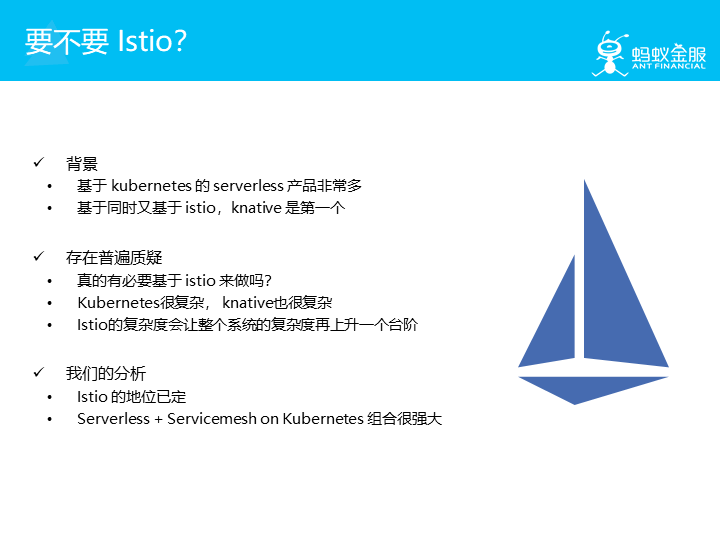 要不要 Istio？
蚂蚁金服
ANT FINANCIAL
✓ 背景
• 基于 kubernetes 的 serverless 产品非常多
• 基于同时又基于 istio，knative 是第一个
✓ 存在普遍质疑
• 真的有必要基于 istio 来做吗？
• Kubernetes很复杂， knative也很复杂
• Istio的复杂度会让整个系统的复杂度再上升一个台阶
✓ 我们的分析
• Istio 的地位已定
• Serverless + Servicemesh on Kubernetes 组合很强大